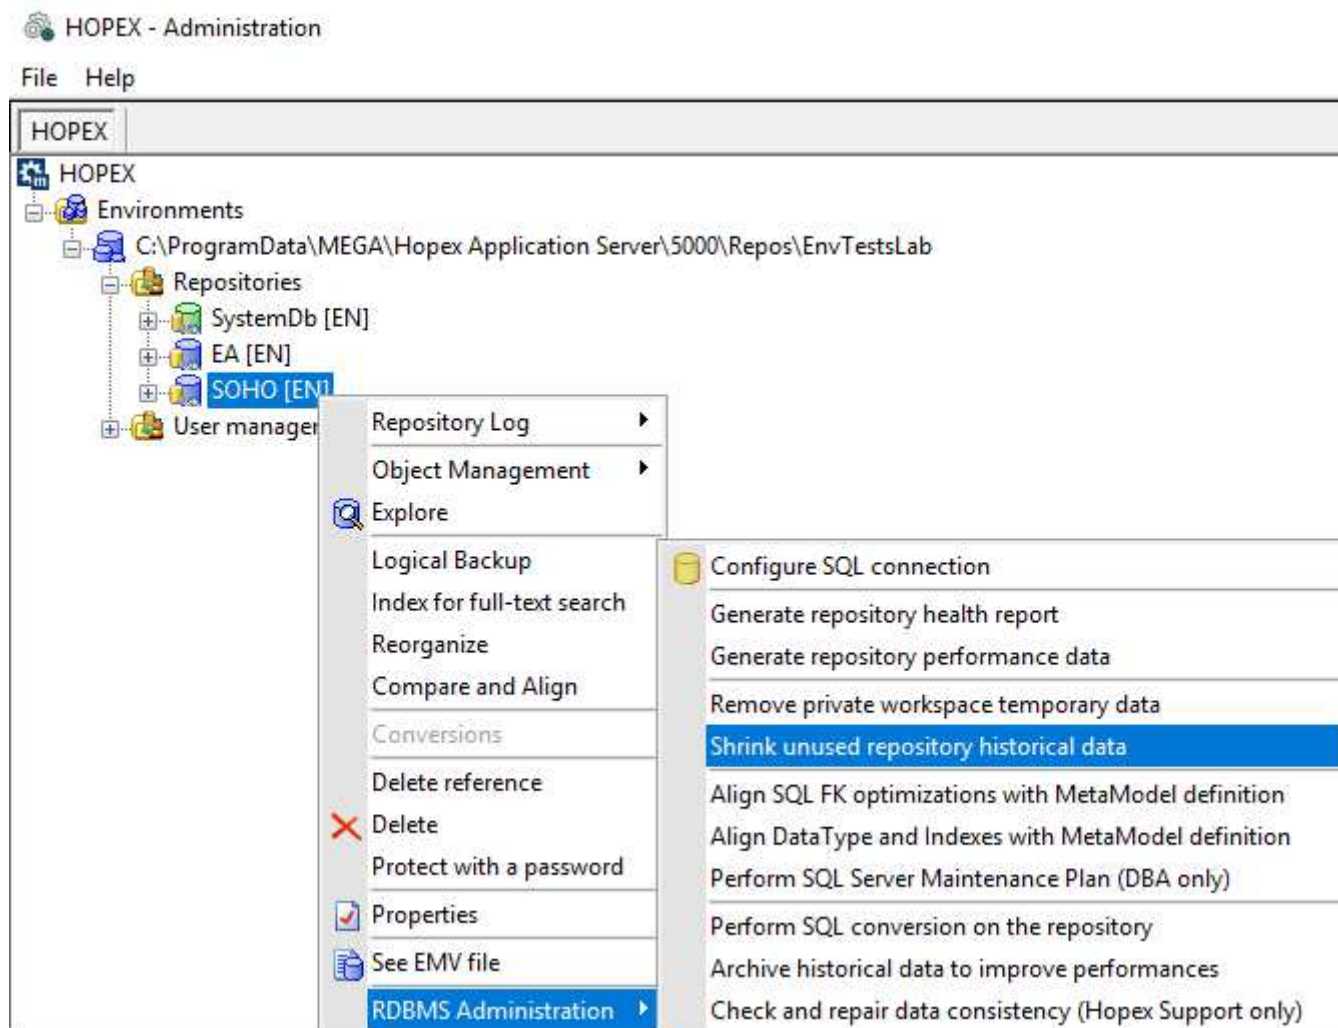 HOPEX - Administration
File Help
HOPEX
HOPEX
Environments
C:\ProgramData\MEGA\Hopex Application Server\5000\Repos\EnvTestsLab
Repositories
SystemDb [EN]
EA [EN]
SOHO [EN]
User manager
Repository Log
Object Management
Explore
Logical Backup
Index for full-text search
Reorganize
Compare and Align
Conversions
Delete reference
Delete
Protect with a password
Properties
See EMV file
RDBMS Administration
Configure SQL connection
Generate repository health report
Generate repository performance data
Remove private workspace temporary data
Shrink unused repository historical data
Align SQL FK optimizations with MetaModel definition
Align DataType and Indexes with MetaModel definition
Perform SQL Server Maintenance Plan (DBA only)
Perform SQL conversion on the repository
Archive historical data to improve performances
Check and repair data consistency (Hopex Support only)